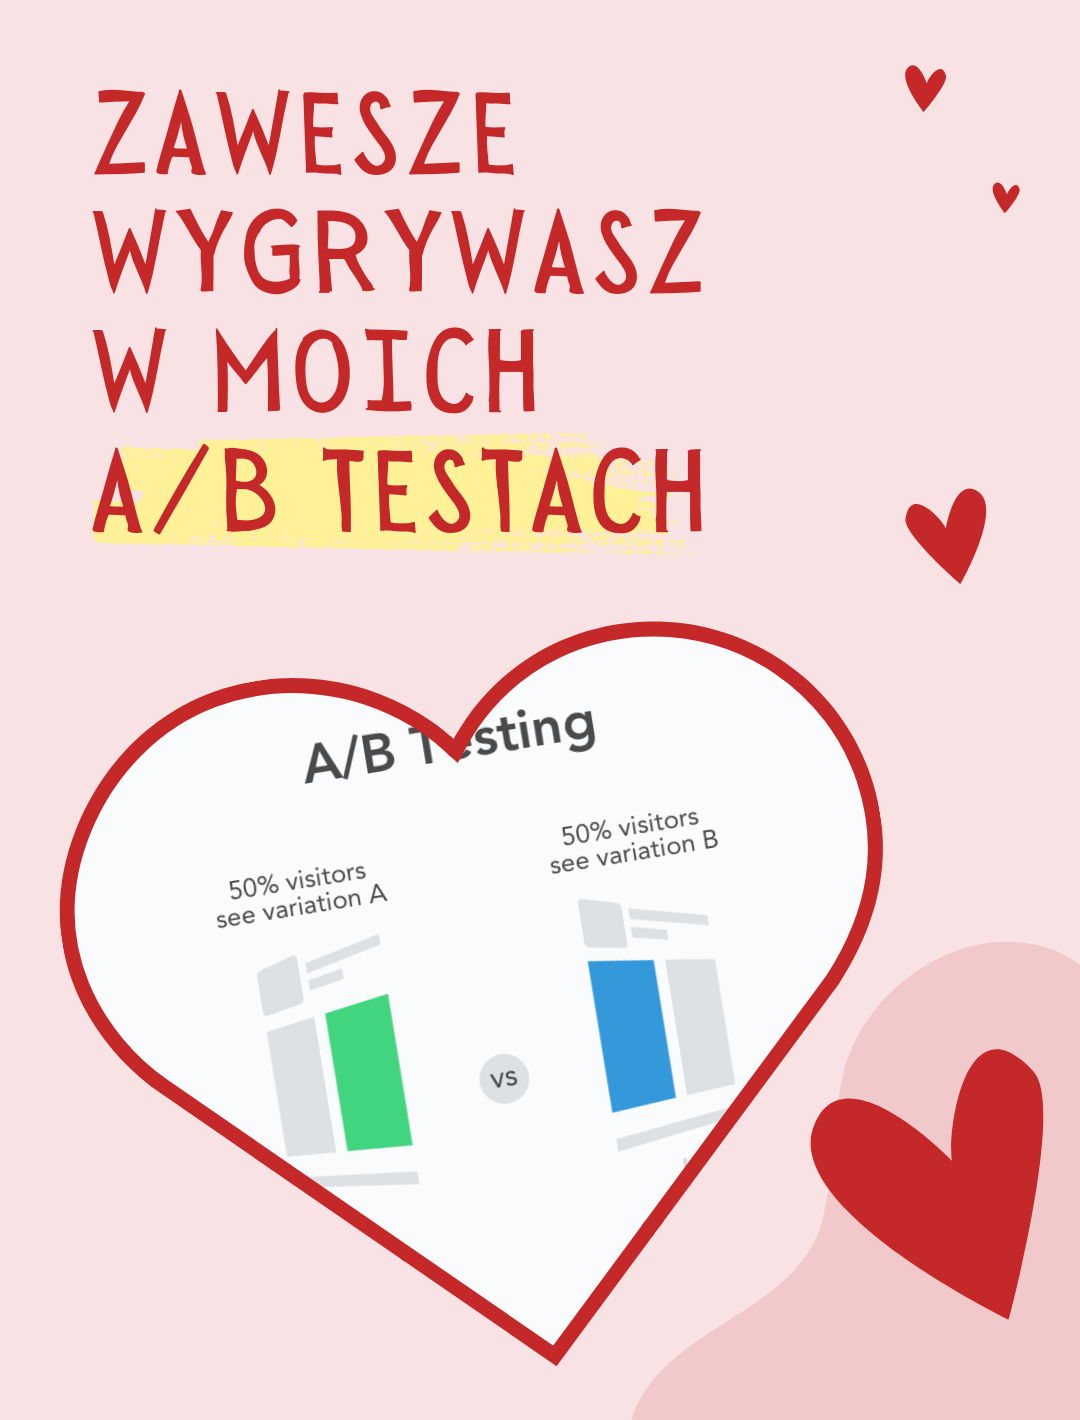 ZAWESZE
WYGRYWASZ
W MOICH
A/B TESTACH
A/B Testing
50% visitors
see variation A
50% visitors
see variation B
VS